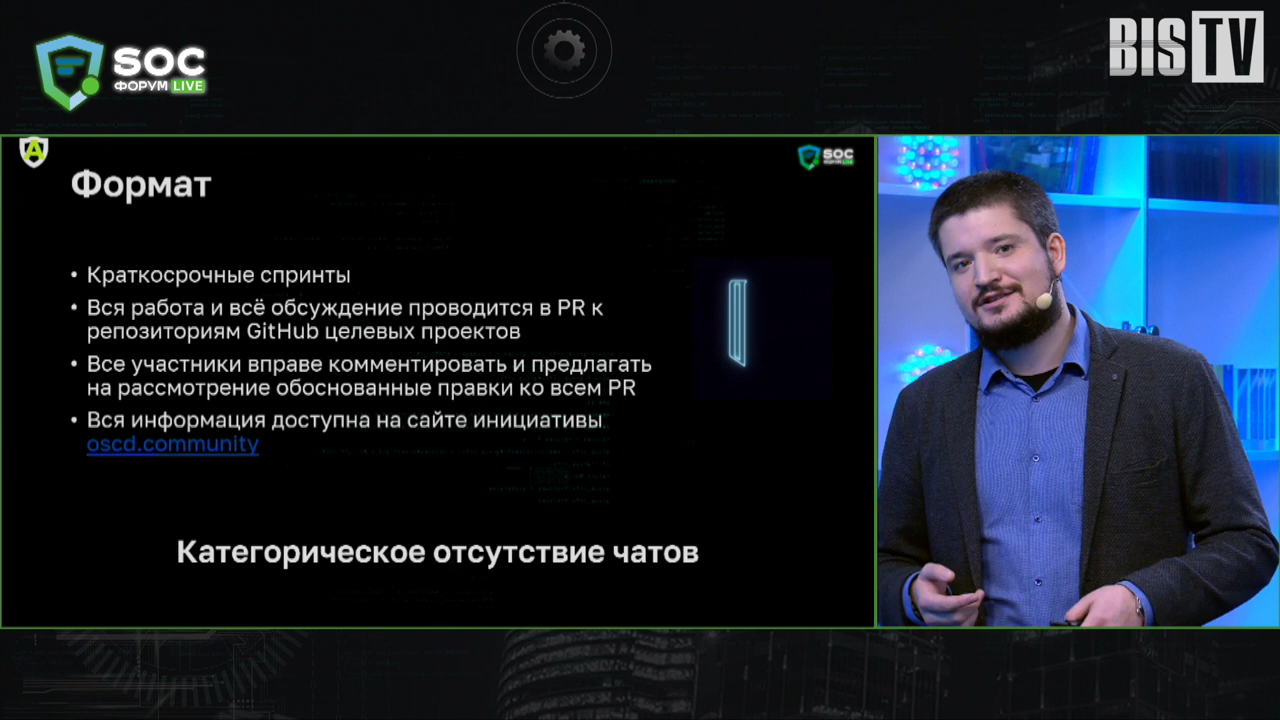 SOC
ФОРУМ LIVE
BIS TV
A
SOC
ФОРУМ LIVE
Формат
• Краткосрочные спринты
• Вся работа и всё обсуждение проводится в PR к
репозиториям GitHub целевых проектов
• Все участники вправе комментировать и предлагать
на рассмотрение обоснованные правки ко всем PR
• Вся информация доступна на сайте инициативы
oscd.community
Категорическое отсутствие чатов